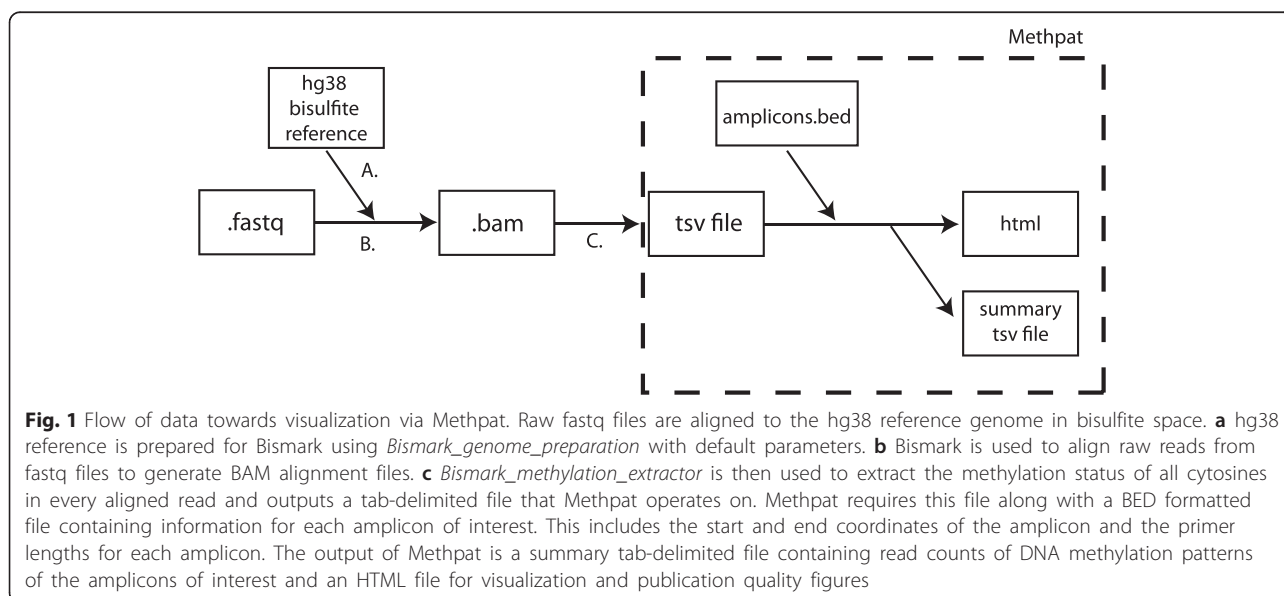 Methpat
hg38
bisulfite
reference
amplicons.bed
A.
.fastq
.bam
tsv file
html
B.
C.
summary
tsv file
Fig. 1 Flow of data towards visualization via Methpat. Raw fastq files are aligned to the hg38 reference genome in bisulfite space. a hg38
reference is prepared for Bismark using Bismark_genome_preparation with default parameters. b Bismark is used to align raw reads from
fastq files to generate BAM alignment files. c Bismark_methylation_extractor is then used to extract the methylation status of all cytosines
in every aligned read and outputs a tab-delimited file that Methpat operates on. Methpat requires this file along with a BED formatted
file containing information for each amplicon of interest. This includes the start and end coordinates of the amplicon and the primer
lengths for each amplicon. The output of Methpat is a summary tab-delimited file containing read counts of DNA methylation patterns
of the amplicons of interest and an HTML file for visualization and publication quality figures